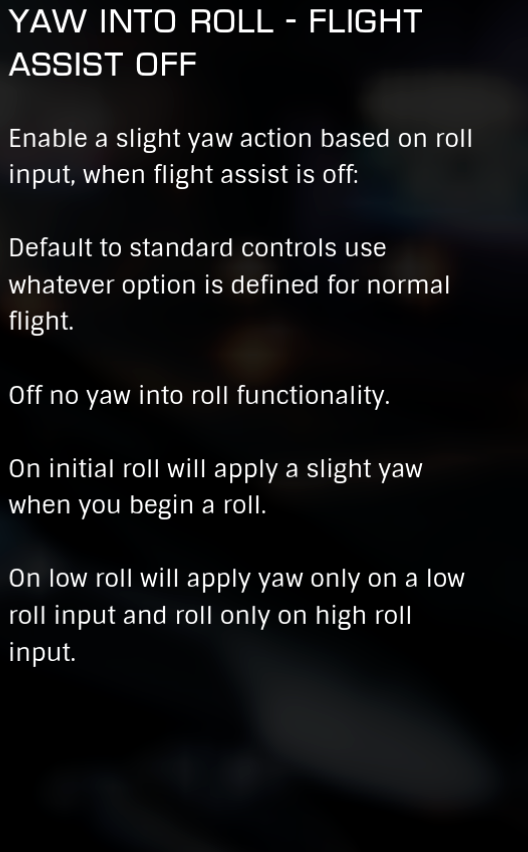 YAW INTO ROLL - FLIGHT
ASSIST OFF
Enable a slight yaw action based on roll
input, when flight assist is off:
Default to standard controls use
whatever option is defined for normal
flight.
Off no yaw into roll functionality.
On initial roll will apply a slight yaw
when you begin a roll.
On low roll will apply yaw only on a low
roll input and roll only on high roll
input.